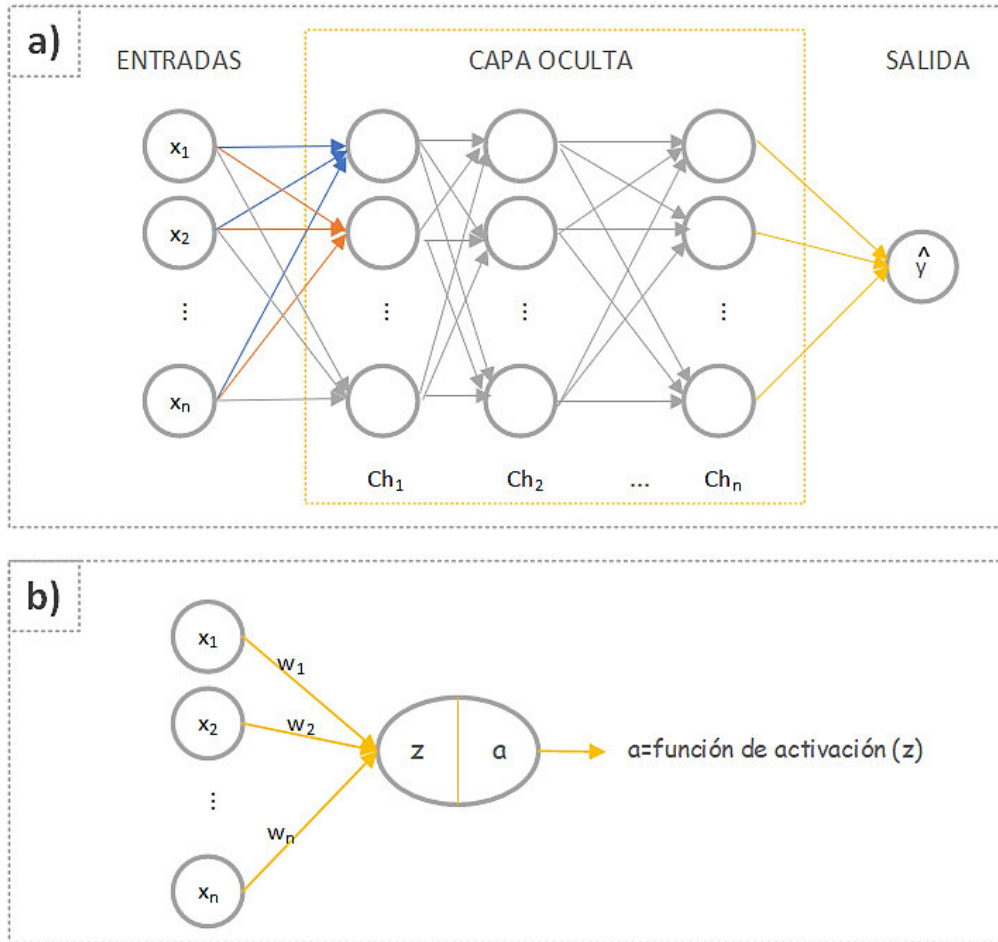 a)
ENTRADAS CAPA OCULTA SALIDA
x1
x2
⋮ ⋮ ⋮ ⋮
xn
ŷ
Ch1 Ch2 ... Chn
b)
x1
w1
x2
w2
z a a=función de activación (z)
⋮
wn
xn